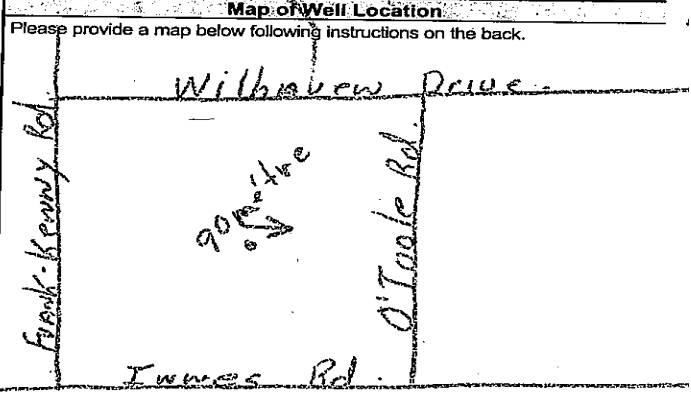 Map of Well Location
Please provide a map below following instructions on the back.
Wilhaven Drive
Frank-Kenny Rd.
90 metre
O'Toole Rd.
Innes Rd.